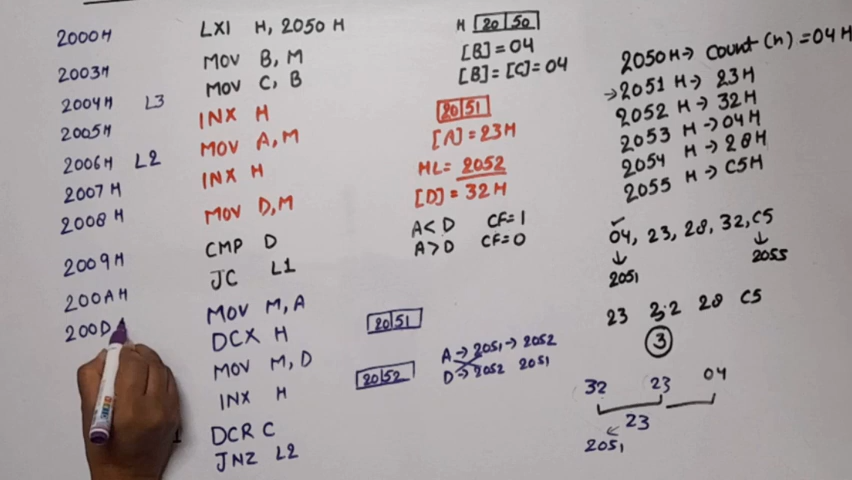 2000H LXI H, 2050 H H 20 50
2003H MOV B, M [B]=04
2004H L3 MOV C, B [B]=[C]=04
2005H INX H 20 51
2006H L2 MOV A, M [A]=23H
2007H INX H HL= 2052
2008H MOV D, M [D]=32H
2009H CMP D A<D CF=1
A>D CF=0
200AH JC L1
200D MOV M, A
DCX H 20 51
MOV M, D A→2051→2052
INX H 20 52 D→2052 2051
DCR C
JNZ L2
2050H→ Count (n) =04H
→2051 H→ 23H
2052 H→ 32H
2053 H→04H
2054 H→ 28H
2055 H→ C5H
04, 23, 28, 32, C5
↓ ↓
2051 2055
23 32 28 C5
3
32 23 04
23
2051